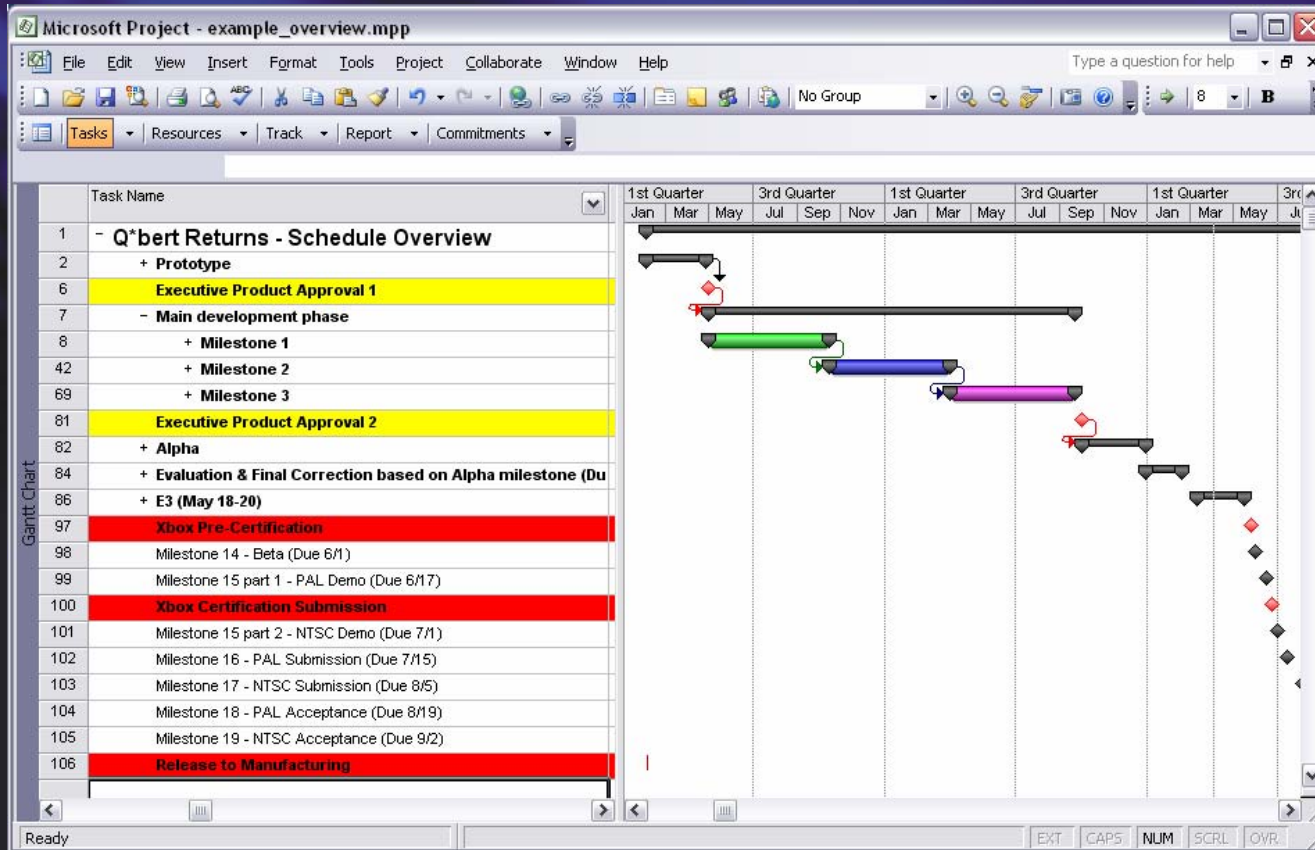 Microsoft Project - example_overview.mpp
File Edit View Insert Format Tools Project Collaborate Window Help Type a question for help
ABC No Group 8 B
Tasks Resources Track Report Commitments
Task Name 1st Quarter 3rd Quarter 1st Quarter 3rd Quarter 1st Quarter
Jan Mar May Jul Sep Nov Jan Mar May Jul Sep Nov Jan Mar May
1 - Q*bert Returns - Schedule Overview
2 + Prototype
6 Executive Product Approval 1
7 - Main development phase
8 + Milestone 1
42 + Milestone 2
69 + Milestone 3
81 Executive Product Approval 2
82 + Alpha
84 + Evaluation & Final Correction based on Alpha milestone (Du
86 + E3 (May 18-20)
97 Xbox Pre-Certification
98 Milestone 14 - Beta (Due 6/1)
99 Milestone 15 part 1 - PAL Demo (Due 6/17)
100 Xbox Certification Submission
101 Milestone 15 part 2 - NTSC Demo (Due 7/1)
102 Milestone 16 - PAL Submission (Due 7/15)
103 Milestone 17 - NTSC Submission (Due 8/5)
104 Milestone 18 - PAL Acceptance (Due 8/19)
105 Milestone 19 - NTSC Acceptance (Due 9/2)
106 Release to Manufacturing
Gantt Chart
Ready EXT CAPS NUM SCRL OVR